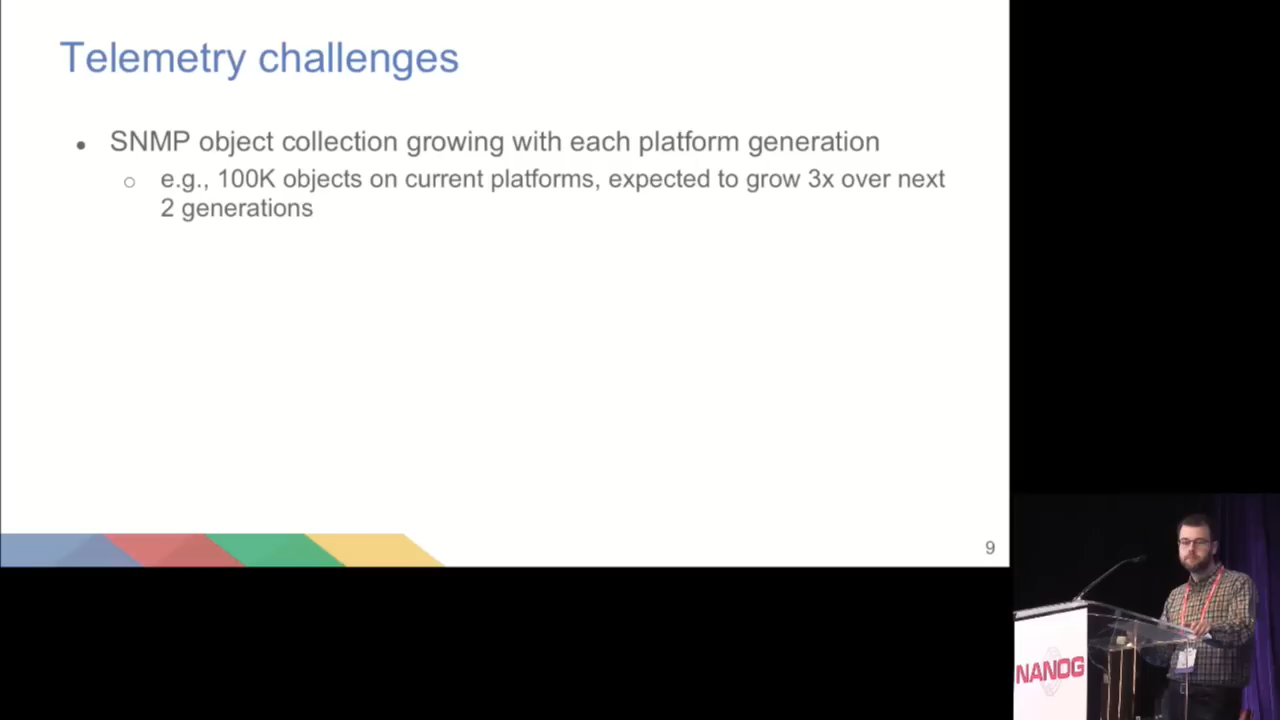 Telemetry challenges
● SNMP object collection growing with each platform generation
○ e.g., 100K objects on current platforms, expected to grow 3x over next
2 generations
9
NANOG